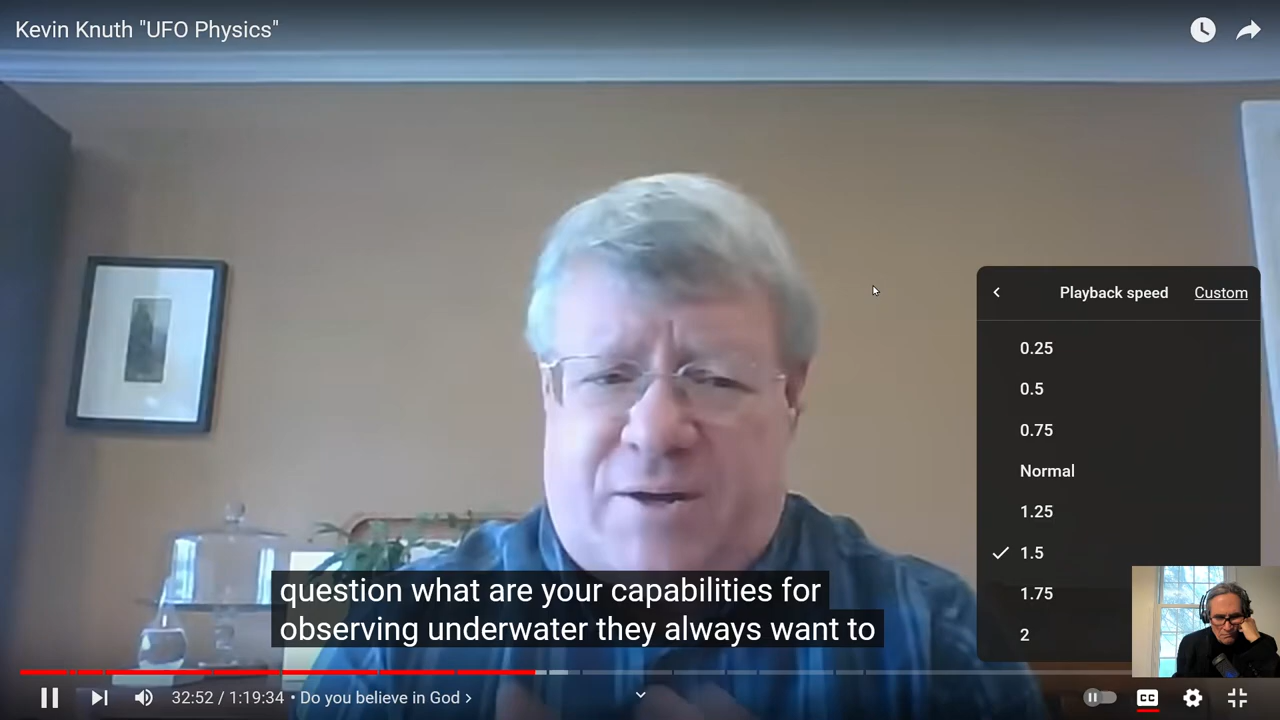 Kevin Knuth "UFO Physics"
Playback speed
Custom
0.25
0.5
0.75
Normal
1.25
1.5
1.75
2
question what are your capabilities for
observing underwater they always want to
32:52 / 1:19:34 • Do you believe in God ›
CC